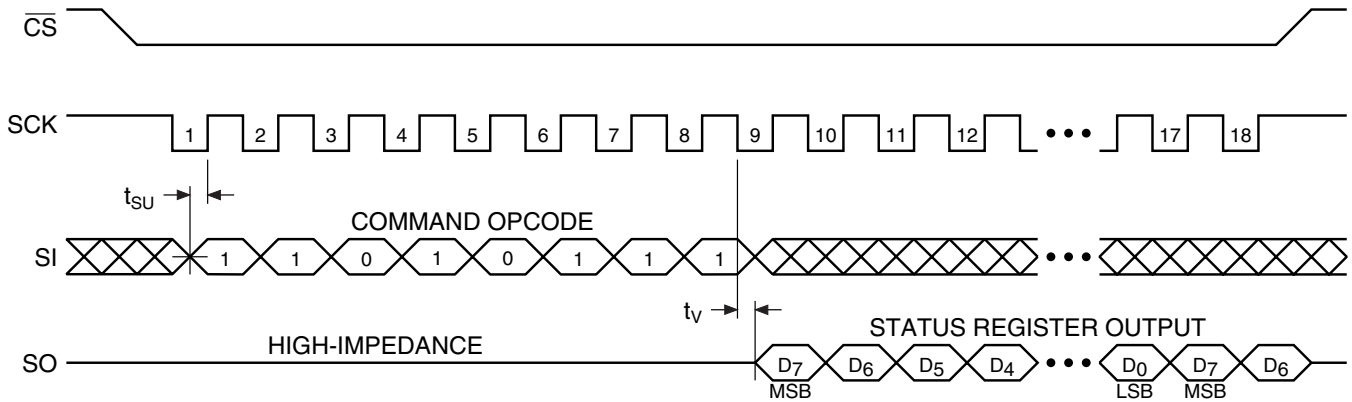 CS
SCK 1 2 3 4 5 6 7 8 9 10 11 12 • • • 17 18
tSU
COMMAND OPCODE
SI 1 1 0 1 0 1 1 1 • • •
tV
HIGH-IMPEDANCE STATUS REGISTER OUTPUT
SO D7 D6 D5 D4 • • • D0 D7 D6
MSB LSB MSB